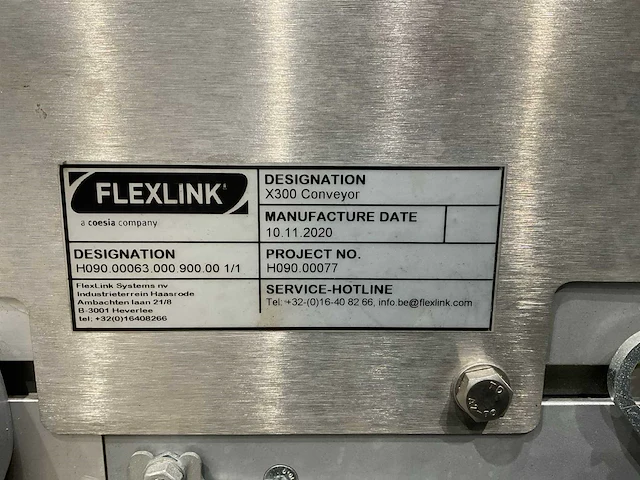 FLEXLINK
a coesia company
DESIGNATION
X300 Conveyor
MANUFACTURE DATE
10.11.2020
DESIGNATION
H090.00063.000.900.00 1/1
PROJECT NO.
H090.00077
FlexLink Systems nv
Industrieterrein Haasrode
Ambachten laan 21/8
B-3001 Heverlee
tel; +32(0)16408266
SERVICE-HOTLINE
Tel: +32-(0)16-40 82 66, info.be@flexlink.com